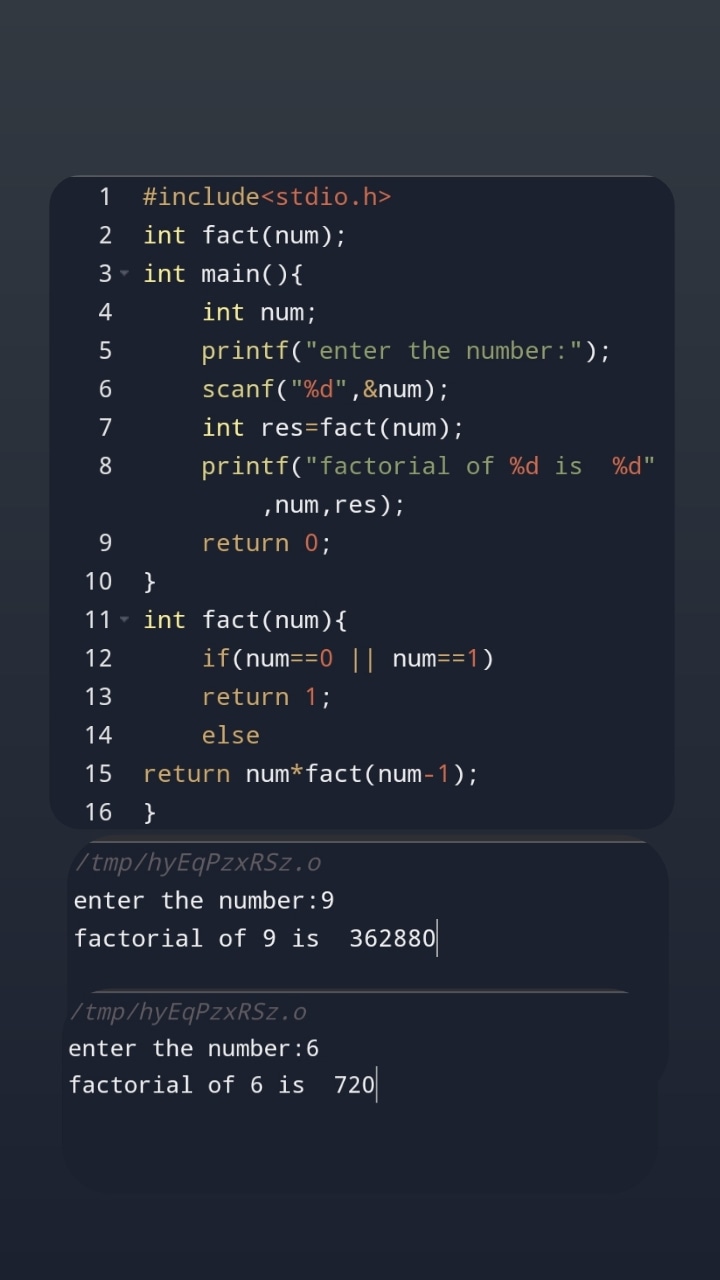 1 #include<stdio.h>
2 int fact(num);
3 int main(){
4 int num;
5 printf("enter the number:");
6 scanf("%d",&num);
7 int res=fact(num);
8 printf("factorial of %d is  %d"
,num,res);
9 return 0;
10 }
11 int fact(num){
12 if(num==0 || num==1)
13 return 1;
14 else
15 return num*fact(num-1);
16 }
/tmp/hyEqPzxRSz.o
enter the number:9
factorial of 9 is  362880
/tmp/hyEqPzxRSz.o
enter the number:6
factorial of 6 is  720